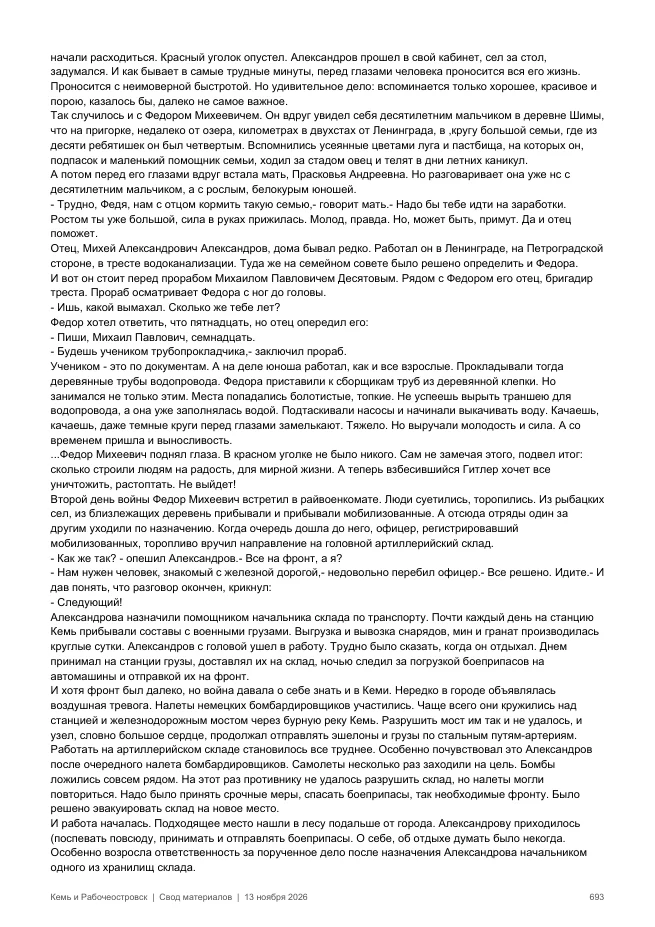 начали расходиться. Красный уголок опустел. Александров прошел в свой кабинет, сел за стол,
задумался. И как бывает в самые трудные минуты, перед глазами человека проносится вся его жизнь.
Проносится с неимоверной быстротой. Но удивительное дело: вспоминается только хорошее, красивое и
порою, казалось бы, далеко не самое важное.
Так случилось и с Федором Михеевичем. Он вдруг увидел себя десятилетним мальчиком в деревне Шимы,
что на пригорке, недалеко от озера, километрах в двухстах от Ленинграда, в ,кругу большой семьи, где из
десяти ребятишек он был четвертым. Вспомнились усеянные цветами луга и пастбища, на которых он,
подпасок и маленький помощник семьи, ходил за стадом овец и телят в дни летних каникул.
А потом перед его глазами вдруг встала мать, Прасковья Андреевна. Но разговаривает она уже нс с
десятилетним мальчиком, а с рослым, белокурым юношей.
- Трудно, Федя, нам с отцом кормить такую семью,- говорит мать.- Надо бы тебе идти на заработки.
Ростом ты уже большой, сила в руках прижилась. Молод, правда. Но, может быть, примут. Да и отец
поможет.
Отец, Михей Александрович Александров, дома бывал редко. Работал он в Ленинграде, на Петроградской
стороне, в тресте водоканализации. Туда же на семейном совете было решено определить и Федора.
И вот он стоит перед прорабом Михаилом Павловичем Десятовым. Рядом с Федором его отец, бригадир
треста. Прораб осматривает Федора с ног до головы.
- Ишь, какой вымахал. Сколько же тебе лет?
Федор хотел ответить, что пятнадцать, но отец опередил его:
- Пиши, Михаил Павлович, семнадцать.
- Будешь учеником трубопрокладчика,- заключил прораб.
Учеником - это по документам. А на деле юноша работал, как и все взрослые. Прокладывали тогда
деревянные трубы водопровода. Федора приставили к сборщикам труб из деревянной клепки. Но
занимался не только этим. Места попадались болотистые, топкие. Не успеешь вырыть траншею для
водопровода, а она уже заполнялась водой. Подтаскивали насосы и начинали выкачивать воду. Качаешь,
качаешь, даже темные круги перед глазами замелькают. Тяжело. Но выручали молодость и сила. А со
временем пришла и выносливость.
...Федор Михеевич поднял глаза. В красном уголке не было никого. Сам не замечая этого, подвел итог:
сколько строили людям на радость, для мирной жизни. А теперь взбесившийся Гитлер хочет все
уничтожить, растоптать. Не выйдет!
Второй день войны Федор Михеевич встретил в райвоенкомате. Люди суетились, торопились. Из рыбацких
сел, из близлежащих деревень прибывали и прибывали мобилизованные. А отсюда отряды один за
другим уходили по назначению. Когда очередь дошла до него, офицер, регистрировавший
мобилизованных, торопливо вручил направление на головной артиллерийский склад.
- Как же так? - опешил Александров.- Все на фронт, а я?
- Нам нужен человек, знакомый с железной дорогой,- недовольно перебил офицер.- Все решено. Идите.- И
дав понять, что разговор окончен, крикнул:
- Следующий!
Александрова назначили помощником начальника склада по транспорту. Почти каждый день на станцию
Кемь прибывали составы с военными грузами. Выгрузка и вывозка снарядов, мин и гранат производилась
круглые сутки. Александров с головой ушел в работу. Трудно было сказать, когда он отдыхал. Днем
принимал на станции грузы, доставлял их на склад, ночью следил за погрузкой боеприпасов на
автомашины и отправкой их на фронт.
И хотя фронт был далеко, но война давала о себе знать и в Кеми. Нередко в городе объявлялась
воздушная тревога. Налеты немецких бомбардировщиков участились. Чаще всего они кружились над
станцией и железнодорожным мостом через бурную реку Кемь. Разрушить мост им так и не удалось, и
узел, словно большое сердце, продолжал отправлять эшелоны и грузы по стальным путям-артериям.
Работать на артиллерийском складе становилось все труднее. Особенно почувствовал это Александров
после очередного налета бомбардировщиков. Самолеты несколько раз заходили на цель. Бомбы
ложились совсем рядом. На этот раз противнику не удалось разрушить склад, но налеты могли
повториться. Надо было принять срочные меры, спасать боеприпасы, так необходимые фронту. Было
решено эвакуировать склад на новое место.
И работа началась. Подходящее место нашли в лесу подальше от города. Александрову приходилось
(поспевать повсюду, принимать и отправлять боеприпасы. О себе, об отдыхе думать было некогда.
Особенно возросла ответственность за порученное дело после назначения Александрова начальником
одного из хранилищ склада.
Кемь и Рабочеостровск | Свод материалов | 13 ноября 2026 693